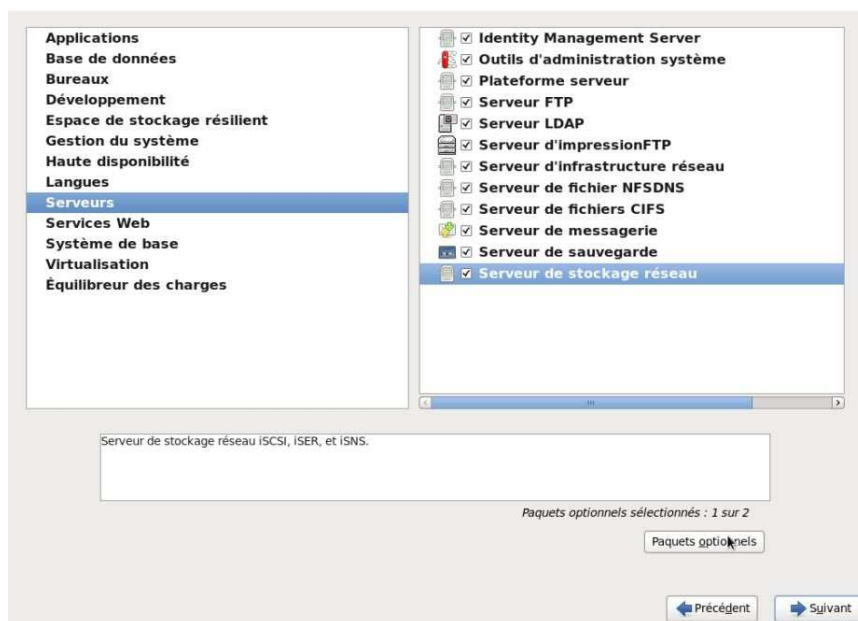 Applications
Base de données
Bureaux
Développement
Espace de stockage résilient
Gestion du système
Haute disponibilité
Langues
Serveurs
Services Web
Système de base
Virtualisation
Équilibreur des charges
Identity Management Server
Outils d'administration système
Plateforme serveur
Serveur FTP
Serveur LDAP
Serveur d'impressionFTP
Serveur d'infrastructure réseau
Serveur de fichier NFSDNS
Serveur de fichiers CIFS
Serveur de messagerie
Serveur de sauvegarde
Serveur de stockage réseau
Serveur de stockage réseau iSCSI, iSER, et iSNS.
Paquets optionnels sélectionnés : 1 sur 2
Paquets optionnels
Précédent
Suivant